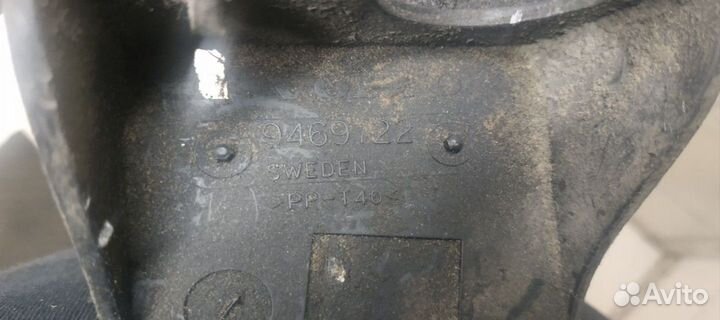 9469122
SWEDEN
>PP-T40<
Avito